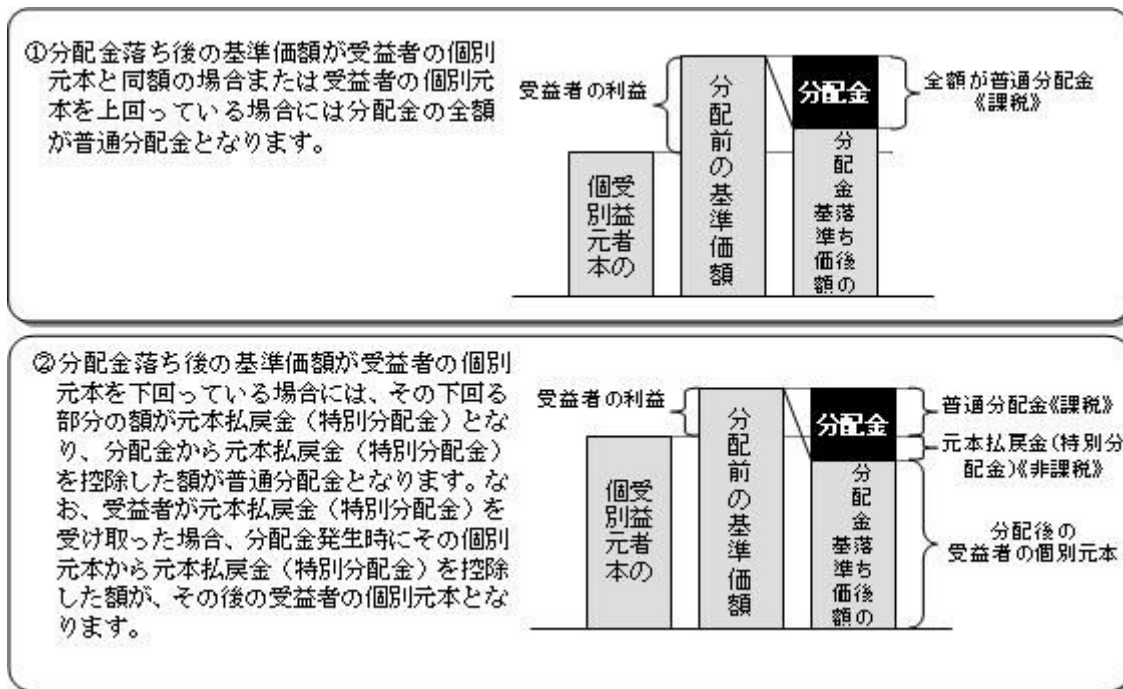 ①分配金落ち後の基準価額が受益者の個別
元本と同額の場合または受益者の個別元
本を上回っている場合には分配金の全額
が普通分配金となります。
受益者の利益
受益者の
個別元本
分配前の基準価額
分配金
分配金落ち後の
基準価額
全額が普通分配金
《課税》
②分配金落ち後の基準価額が受益者の個別
元本を下回っている場合には、その下回る
部分の額が元本払戻金（特別分配金）とな
り、分配金から元本払戻金（特別分配金）
を控除した額が普通分配金となります。な
お、受益者が元本払戻金（特別分配金）を
受け取った場合、分配金発生時にその個別
元本から元本払戻金（特別分配金）を控除
した額が、その後の受益者の個別元本とな
ります。
受益者の利益
受益者の
個別元本
分配前の基準価額
分配金
分配金落ち後の
基準価額
普通分配金《課税》
元本払戻金(特別分
配金)《非課税》
分配後の
受益者の個別元本